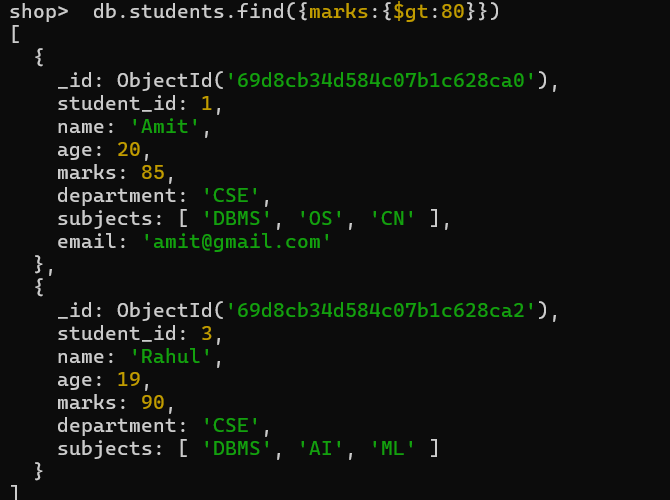 shop>  db.students.find({marks:{$gt:80}})
[
  {
    _id: ObjectId('69d8cb34d584c07b1c628ca0'),
    student_id: 1,
    name: 'Amit',
    age: 20,
    marks: 85,
    department: 'CSE',
    subjects: [ 'DBMS', 'OS', 'CN' ],
    email: 'amit@gmail.com'
  },
  {
    _id: ObjectId('69d8cb34d584c07b1c628ca2'),
    student_id: 3,
    name: 'Rahul',
    age: 19,
    marks: 90,
    department: 'CSE',
    subjects: [ 'DBMS', 'AI', 'ML' ]
  }
]